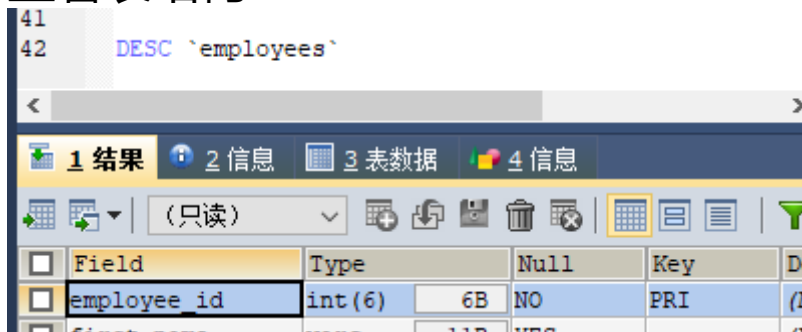 41
42 DESC `employees`
1 结果 2 信息 3 表数据 4 信息
(只读)
Field Type Null Key
employee_id int(6) 6B NO PRI